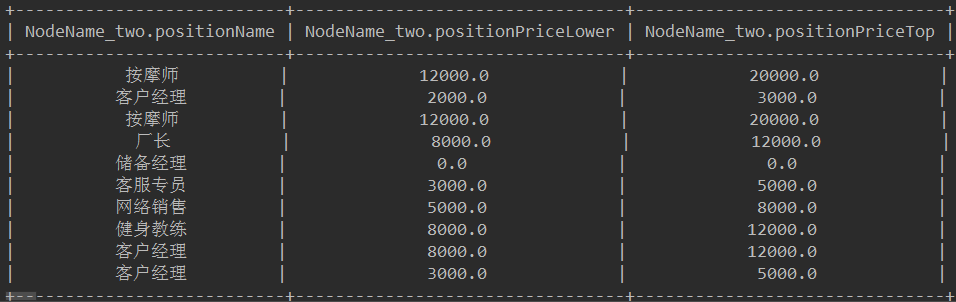 +----------------------------+----------------------------------+--------------------------------+
| NodeName_two.positionName | NodeName_two.positionPriceLower | NodeName_two.positionPriceTop |
+----------------------------+----------------------------------+--------------------------------+
| 按摩师 | 12000.0 | 20000.0 |
| 客户经理 | 2000.0 | 3000.0 |
| 按摩师 | 12000.0 | 20000.0 |
| 厂长 | 8000.0 | 12000.0 |
| 储备经理 | 0.0 | 0.0 |
| 客服专员 | 3000.0 | 5000.0 |
| 网络销售 | 5000.0 | 8000.0 |
| 健身教练 | 8000.0 | 12000.0 |
| 客户经理 | 8000.0 | 12000.0 |
| 客户经理 | 3000.0 | 5000.0 |
+----------------------------+----------------------------------+--------------------------------+